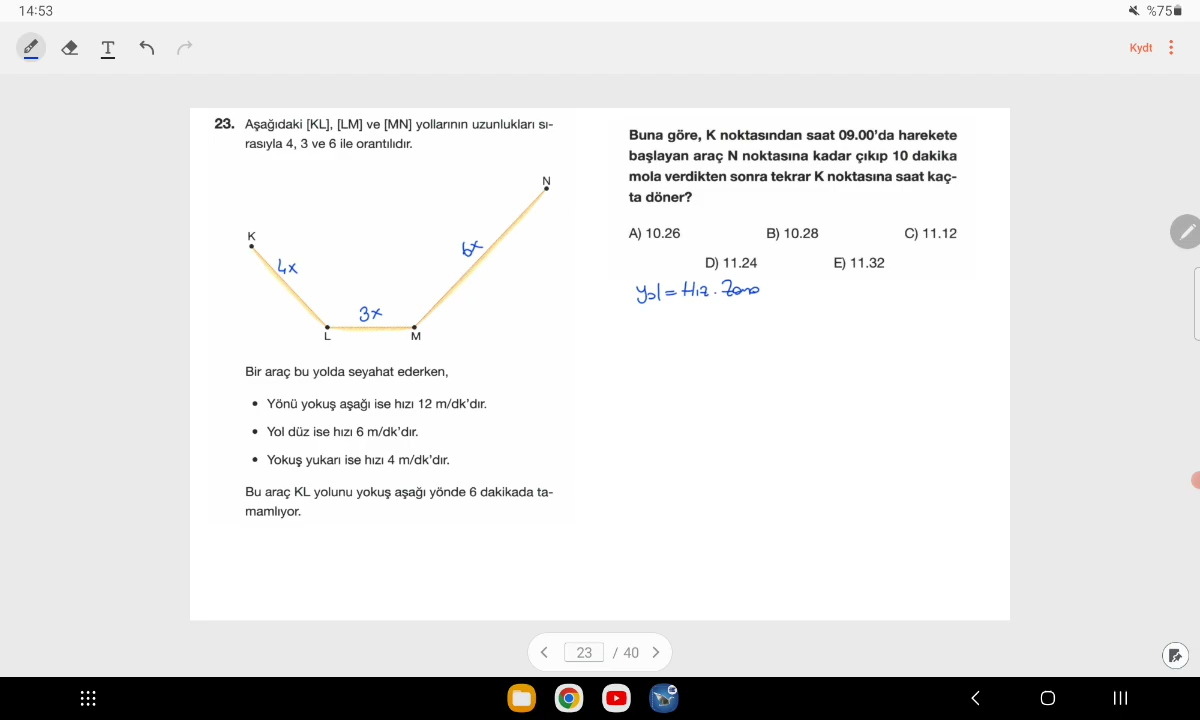 14:53
%75
T
Kydt
23. Aşağıdaki [KL], [LM] ve [MN] yollarının uzunlukları sı-
rasıyla 4, 3 ve 6 ile orantılıdır.
N
K
6x
4x
3x
L
M
Bir araç bu yolda seyahat ederken,
• Yönü yokuş aşağı ise hızı 12 m/dk'dır.
• Yol düz ise hızı 6 m/dk'dır.
• Yokuş yukarı ise hızı 4 m/dk'dır.
Bu araç KL yolunu yokuş aşağı yönde 6 dakikada ta-
mamlıyor.
Buna göre, K noktasından saat 09.00'da harekete
başlayan araç N noktasına kadar çıkıp 10 dakika
mola verdikten sonra tekrar K noktasına saat kaç-
ta döner?
A) 10.26 B) 10.28 C) 11.12
D) 11.24 E) 11.32
yol = Hız .
23 / 40